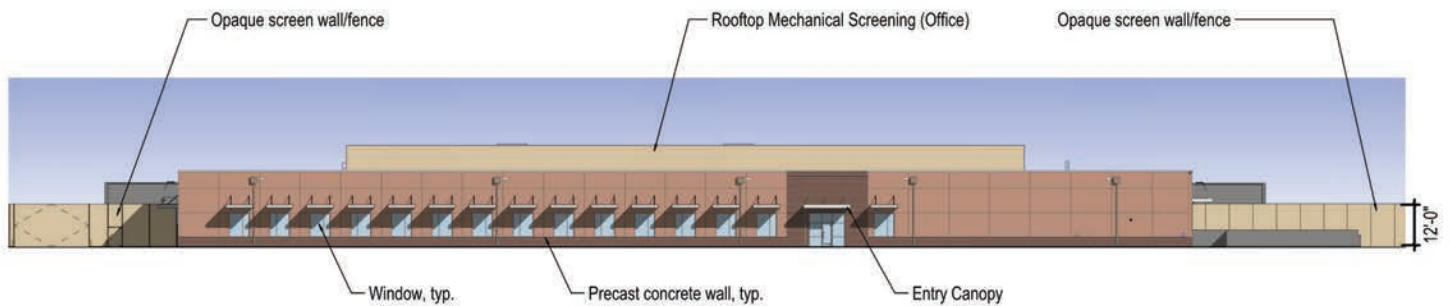 Opaque screen wall/fence
Rooftop Mechanical Screening (Office)
Opaque screen wall/fence
12'-0"
Window, typ.
Precast concrete wall, typ.
Entry Canopy